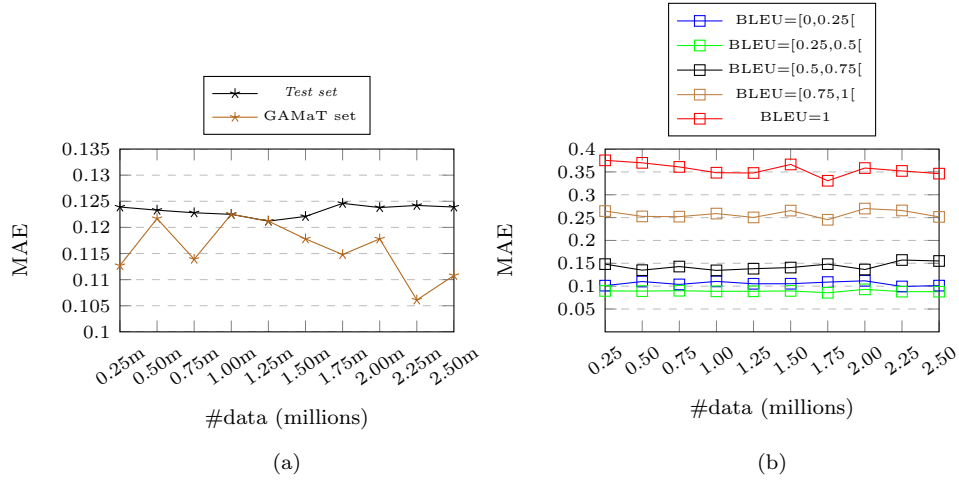 Test set
GAMaT set
0.135
0.13
0.125
0.12
0.115
0.11
0.105
0.1
MAE
0.25m
0.50m
0.75m
1.00m
1.25m
1.50m
1.75m
2.00m
2.25m
2.50m
#data (millions)
(a)
BLEU=[0,0.25[
BLEU=[0.25,0.5[
BLEU=[0.5,0.75[
BLEU=[0.75,1[
BLEU=1
0.4
0.35
0.3
0.25
0.2
0.15
0.1
0.05
MAE
0.25
0.50
0.75
1.00
1.25
1.50
1.75
2.00
2.25
2.50
#data (millions)
(b)